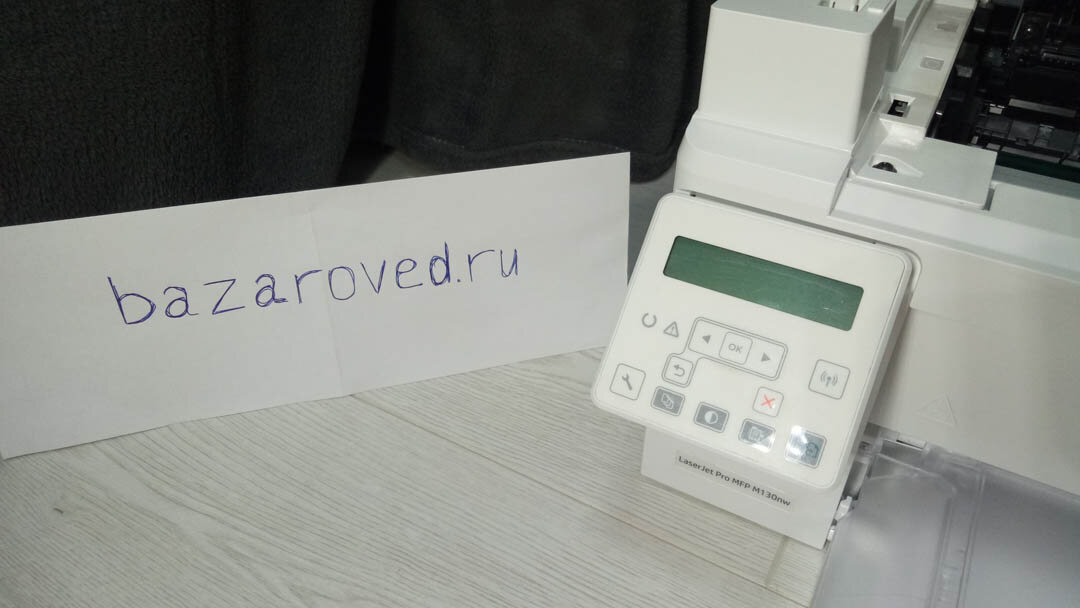 bazaroved.ru
OK
LaserJet Pro MFP M130nw